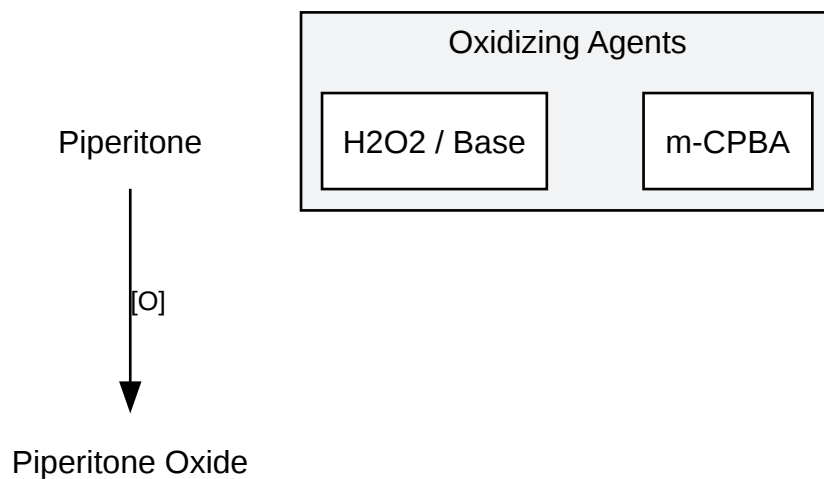 Oxidizing Agents
Piperitone
H2O2 / Base
m-CPBA
[O]
Piperitone Oxide